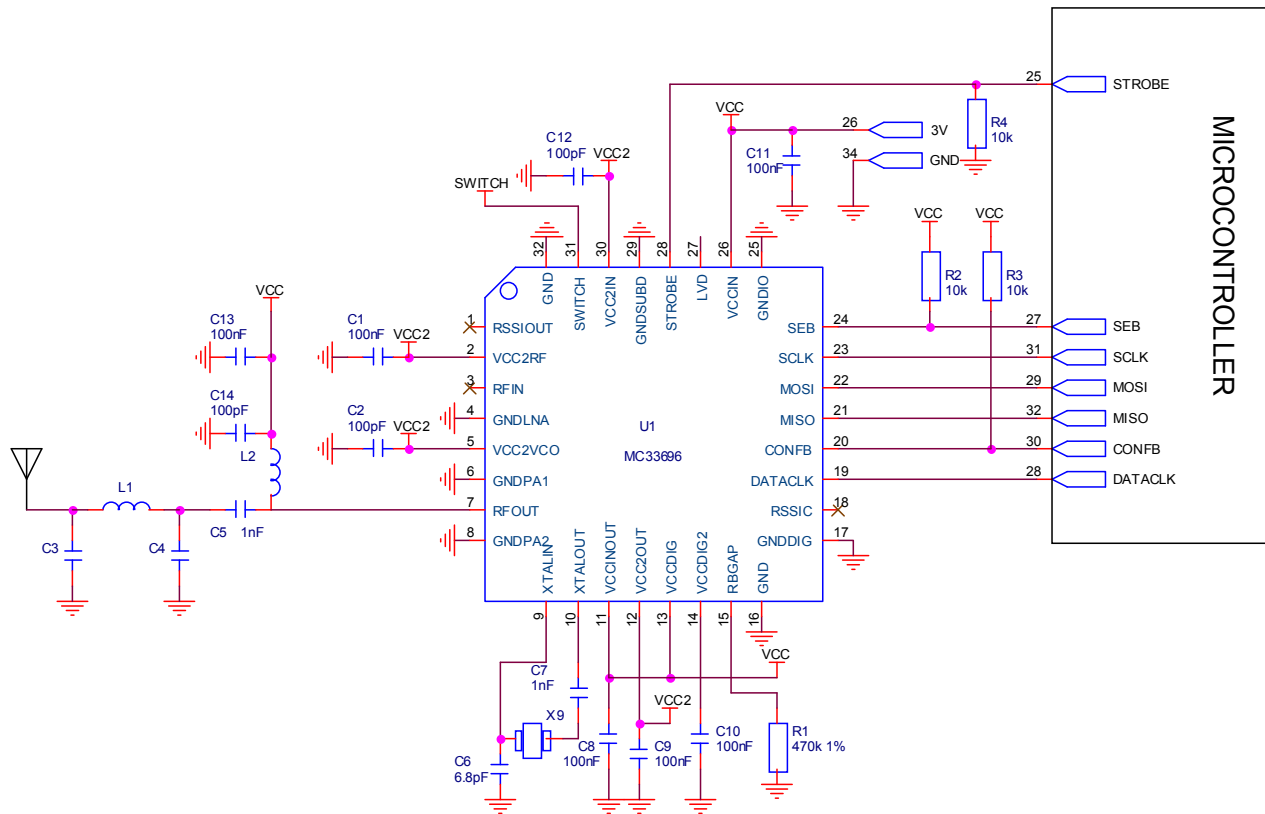 25
STROBE
MICROCONTROLLER
R4
10k
VCC
26
3V
34
GND
C11
100nF
C12
100pF
VCC2
SWITCH
VCC
VCC
R2
10k
R3
10k
32
31
30
29
28
27
26
25
GND
SWITCH
VCC2IN
GNDSUBD
STROBE
LVD
VCCIN
GNDIO
VCC
C13
100nF
C14
100pF
L2
C1
100nF
VCC2
C2
100pF
VCC2
1
RSSIOUT
2
VCC2RF
3
RFIN
4
GNDLNA
5
VCC2VCO
6
GNDPA1
7
RFOUT
8
GNDPA2
U1
MC33696
SEB
24
27
SEB
SCLK
23
31
SCLK
MOSI
22
29
MOSI
MISO
21
32
MISO
CONFB
20
30
CONFB
DATACLK
19
28
DATACLK
RSSIC
18
GNDDIG
17
L1
C5
1nF
C3
C4
XTALIN
XTALOUT
VCCINOUT
VCC2OUT
VCCDIG
VCCDIG2
RBGAP
GND
9
10
11
12
13
14
15
16
VCC
C7
1nF
VCC2
X9
C6
6.8pF
C8
100nF
C9
100nF
C10
100nF
R1
470k 1%